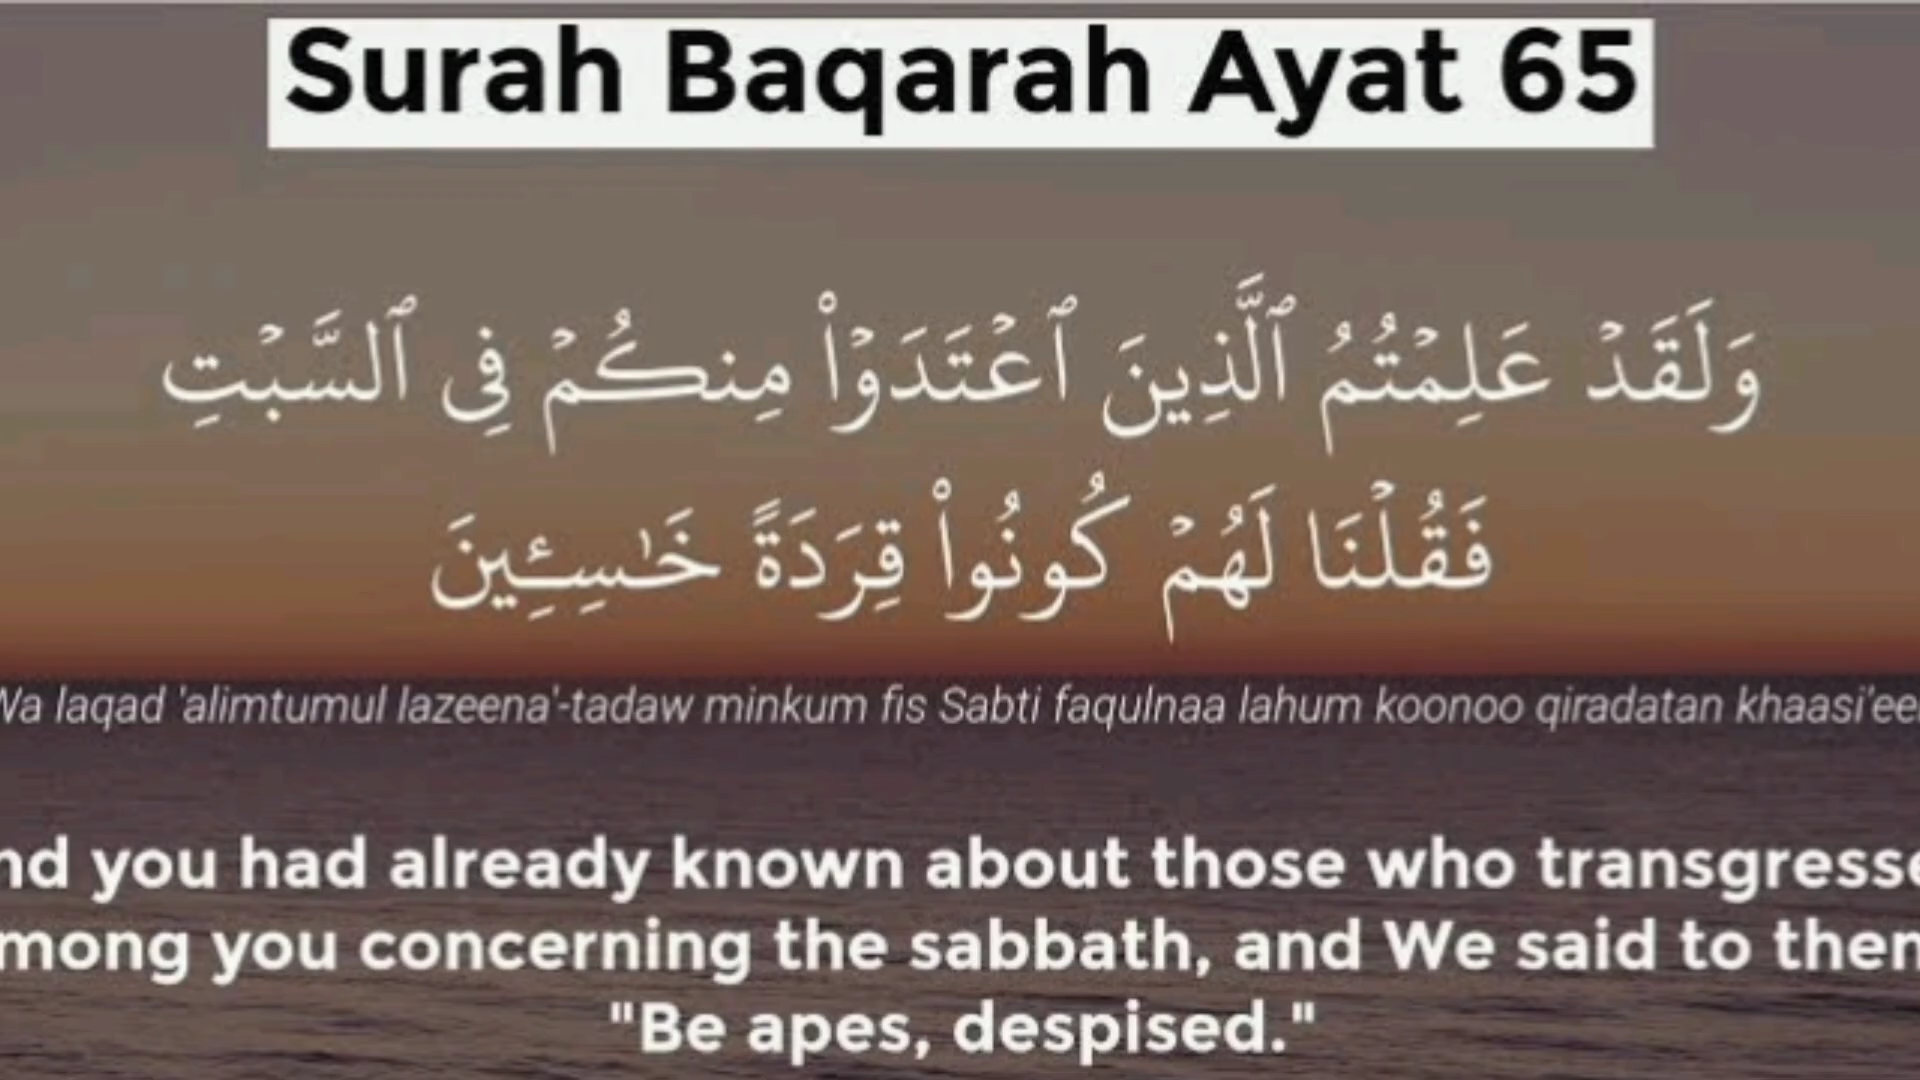 Surah Baqarah Ayat 65
وَلَقَدۡ عَلِمۡتُمُ ٱلَّذِينَ ٱعۡتَدَوۡاْ مِنكُمۡ فِى ٱلسَّبۡتِ
فَقُلۡنَا لَهُمۡ كُونُواْ قِرَدَةً خَٰسِـِٔينَ
Wa laqad 'alimtumul lazeena'-tadaw minkum fis Sabti faqulnaa lahum koonoo qiradatan khaasi'ee
nd you had already known about those who transgresse
mong you concerning the sabbath, and We said to them
"Be apes, despised."